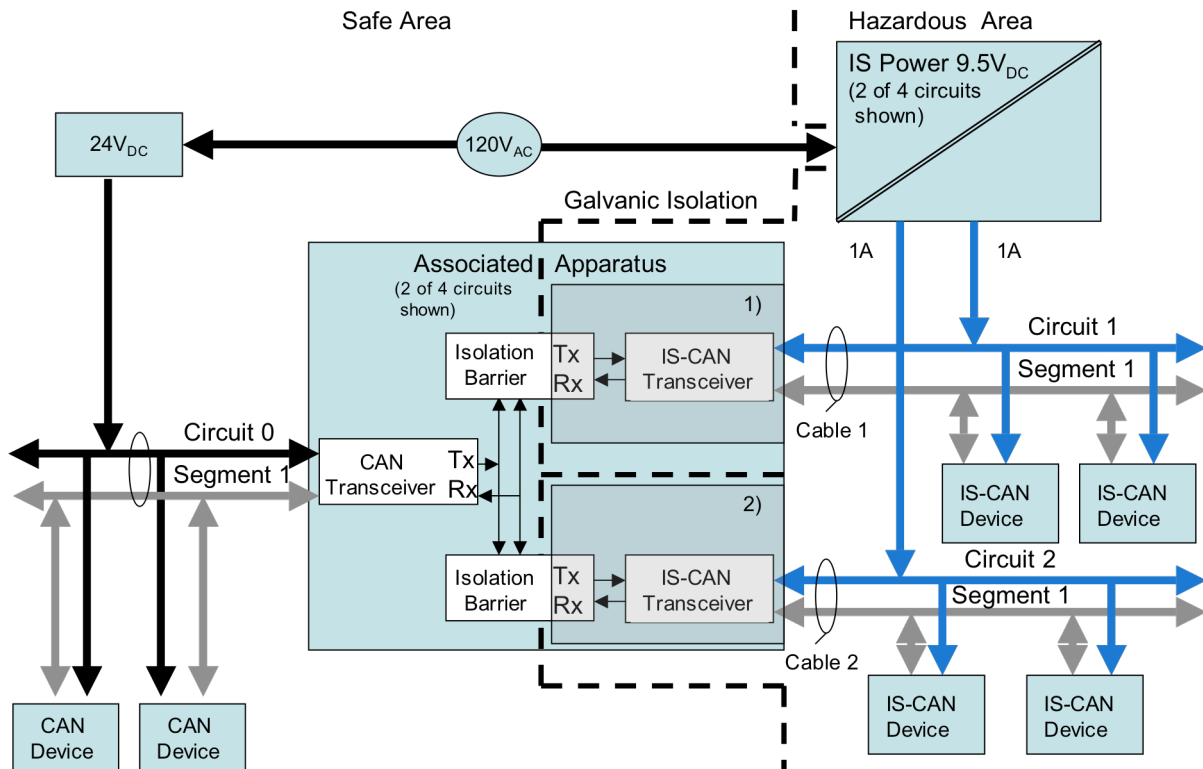 Safe Area
Hazardous Area
IS Power 9.5VDC
(2 of 4 circuits
shown)
24VDC
120VAC
Galvanic Isolation
1A
1A
Associated Apparatus
(2 of 4 circuits
shown)
1)
Isolation
Barrier
Tx
Rx
IS-CAN
Transceiver
Circuit 1
Segment 1
Cable 1
Circuit 0
Segment 1
CAN
Transceiver
Tx
Rx
IS-CAN
Device
IS-CAN
Device
2)
Isolation
Barrier
Tx
Rx
IS-CAN
Transceiver
Circuit 2
Segment 1
Cable 2
CAN
Device
CAN
Device
IS-CAN
Device
IS-CAN
Device